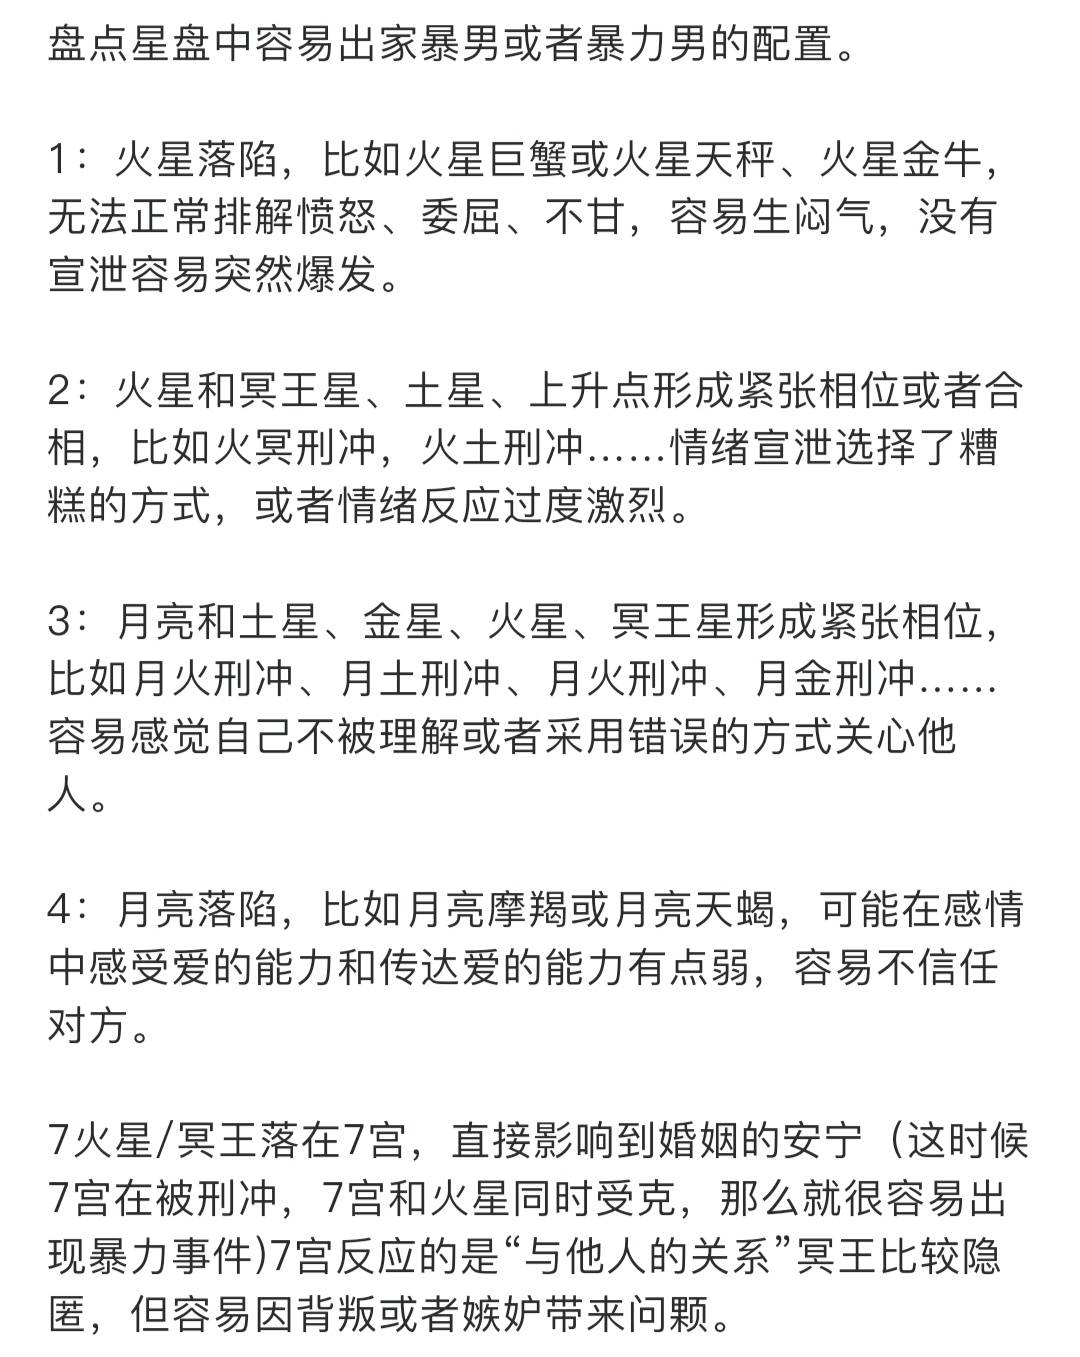 盘点星盘中容易出家暴男或者暴力男的配置。
1：火星落陷，比如火星巨蟹或火星天秤、火星金牛，
无法正常排解愤怒、委屈、不甘，容易生闷气，没有
宣泄容易突然爆发。
2：火星和冥王星、土星、上升点形成紧张相位或者合
相，比如火冥刑冲，火土刑冲……情绪宣泄选择了糟
糕的方式，或者情绪反应过度激烈。
3：月亮和土星、金星、火星、冥王星形成紧张相位，
比如月火刑冲、月土刑冲、月火刑冲、月金刑冲……
容易感觉自己不被理解或者采用错误的方式关心他
人。
4：月亮落陷，比如月亮摩羯或月亮天蝎，可能在感情
中感受爱的能力和传达爱的能力有点弱，容易不信任
对方。
7火星/冥王落在7宫，直接影响到婚姻的安宁（这时候
7宫在被刑冲，7宫和火星同时受克，那么就很容易出
现暴力事件)7宫反应的是“与他人的关系”冥王比较隐
匿，但容易因背叛或者嫉妒带来问颗。